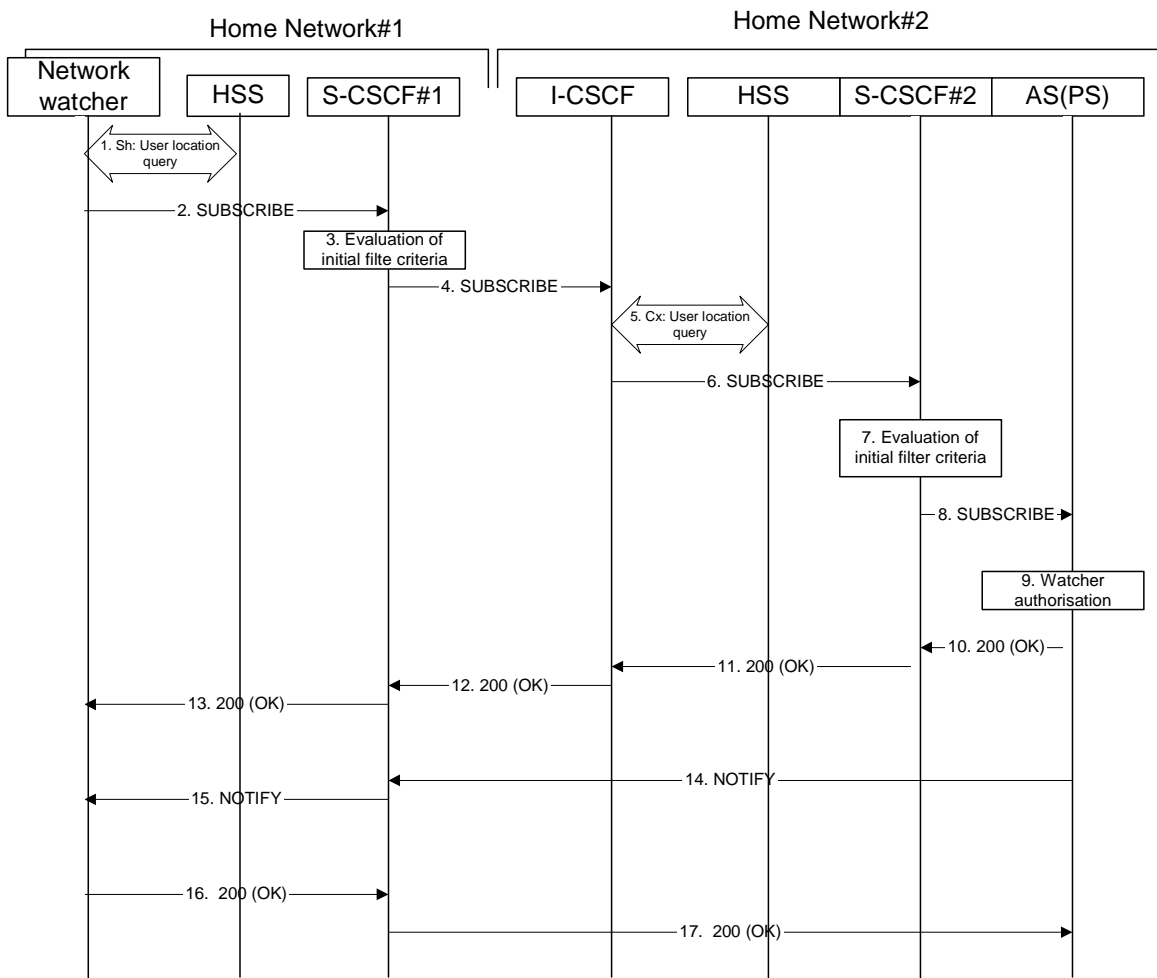 Home Network#1
Home Network#2
Network
watcher
HSS
S-CSCF#1
I-CSCF
HSS
S-CSCF#2
AS(PS)
1. Sh: User location
query
2. SUBSCRIBE
3. Evaluation of
initial filte criteria
4. SUBSCRIBE
5. Cx: User location
query
6. SUBSCRIBE
7. Evaluation of
initial filter criteria
8. SUBSCRIBE
9. Watcher
authorisation
10. 200 (OK)
11. 200 (OK)
12. 200 (OK)
13. 200 (OK)
14. NOTIFY
15. NOTIFY
16. 200 (OK)
17. 200 (OK)